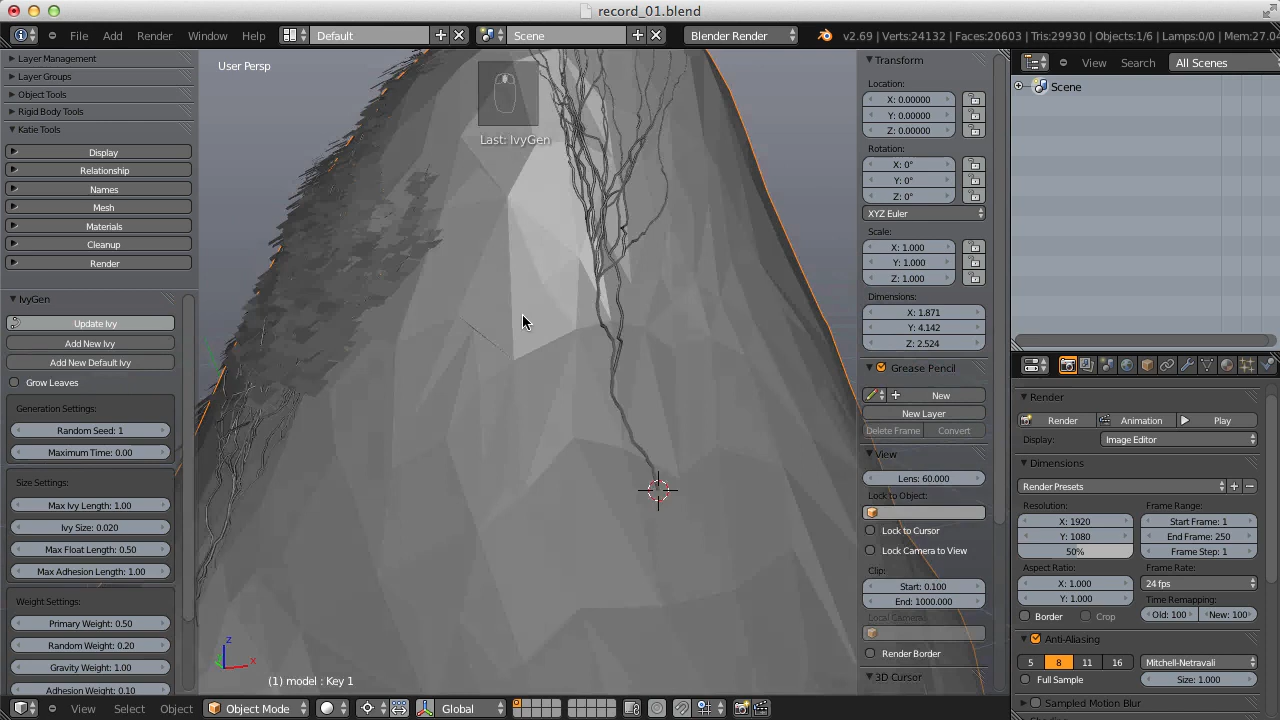 record_01.blend
File Add Render Window Help Default Scene Blender Render v2.69 | Verts:24132 | Faces:20603 | Tris:29930 | Objects:1/6 | Lamps:0/0 | Mem:27.0
Layer Management
Layer Groups
Object Tools
Rigid Body Tools
Katie Tools
Display
Relationship
Names
Mesh
Materials
Cleanup
Render
IvyGen
Update Ivy
Add New Ivy
Add New Default Ivy
Grow Leaves
Generation Settings:
Random Seed: 1
Maximum Time: 0.00
Size Settings:
Max Ivy Length: 1.00
Ivy Size: 0.020
Max Float Length: 0.50
Max Adhesion Length: 1.00
Weight Settings:
Primary Weight: 0.50
Random Weight: 0.20
Gravity Weight: 1.00
Adhesion Weight: 0.10
User Persp
Last: IvyGen
z
x
(1) model : Key 1
View Select Object Object Mode Global
Transform
Location:
X: 0.00000
Y: 0.00000
Z: 0.00000
Rotation:
X: 0°
Y: 0°
Z: 0°
XYZ Euler
Scale:
X: 1.000
Y: 1.000
Z: 1.000
Dimensions:
X: 1.871
Y: 4.142
Z: 2.524
Grease Pencil
New
New Layer
Delete Frame Convert
View
Lens: 60.000
Lock to Object:
Lock to Cursor
Lock Camera to View
Clip:
Start: 0.100
End: 1000.000
Local Camera:
Render Border
3D Cursor
View Search All Scenes
Scene
Render
Render Animation Play
Display: Image Editor
Dimensions
Render Presets
Resolution: Frame Range:
X: 1920 Start Frame: 1
Y: 1080 End Frame: 250
50% Frame Step: 1
Aspect Ratio: Frame Rate:
X: 1.000 24 fps
Y: 1.000 Time Remapping:
Border Crop Old: 100 New: 100
Anti-Aliasing
5 8 11 16 Mitchell-Netravali
Full Sample Size: 1.000
Sampled Motion Blur